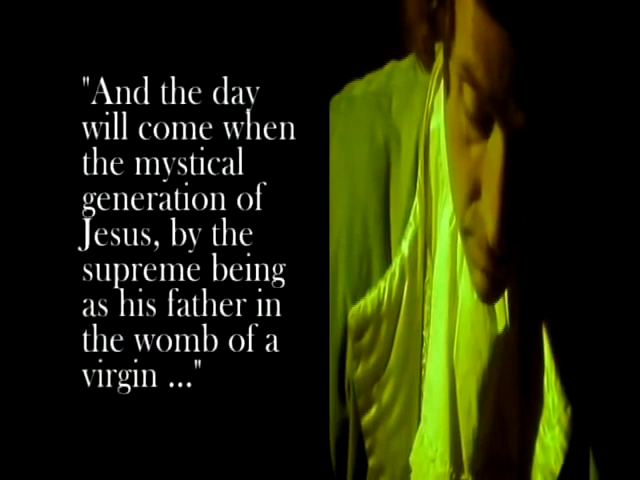 "And the day
will come when
the mystical
generation of
Jesus, by the
supreme being
as his father in
the womb of a
virgin ..."